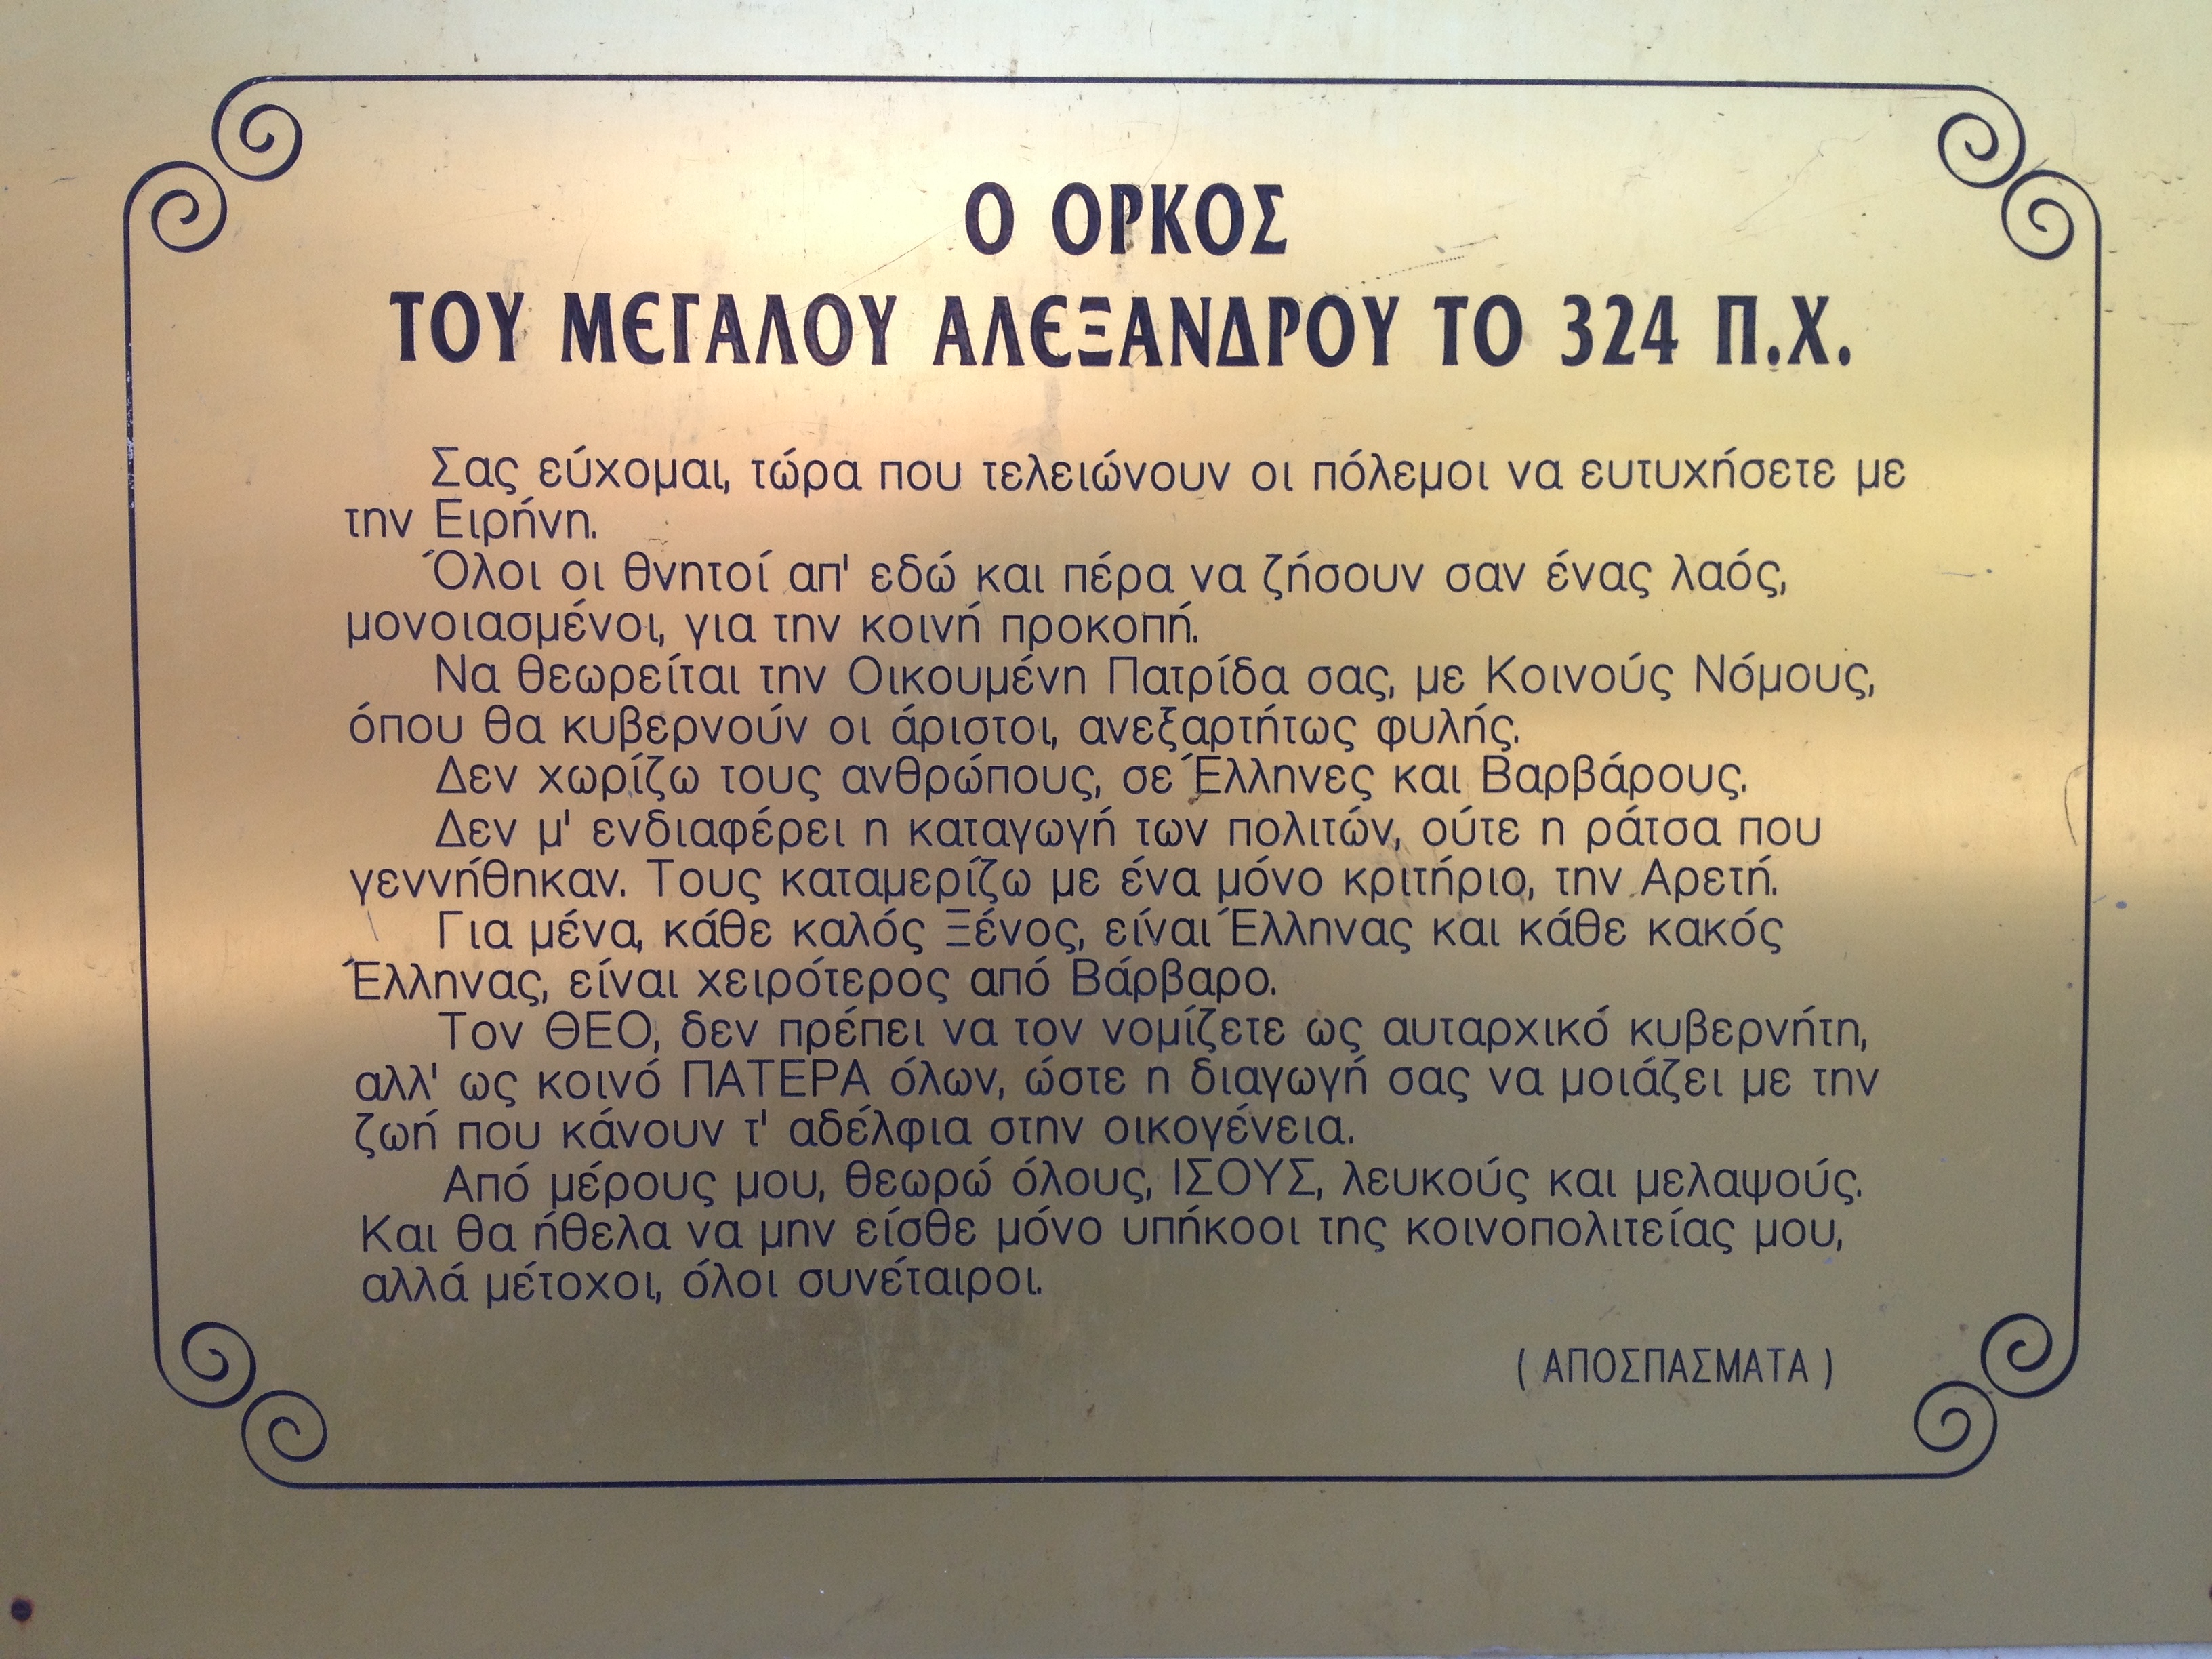 Ο ΟΡΚΟΣ
ΤΟΥ ΜΕΓΑΛΟΥ ΑΛΕΞΑΝΔΡΟΥ ΤΟ 324 Π.Χ.
Σας εύχομαι, τώρα που τελειώνουν οι πόλεμοι να ευτυχήσετε με
την Ειρήνη.
Όλοι οι θνητοί απ' εδώ και πέρα να ζήσουν σαν ένας λαός,
μονοιασμένοι, για την κοινή προκοπή.
Να θεωρείται την Οικουμένη Πατρίδα σας, με Κοινούς Νόμους,
όπου θα κυβερνούν οι άριστοι, ανεξαρτήτως φυλής.
Δεν χωρίζω τους ανθρώπους, σε Έλληνες και Βαρβάρους.
Δεν μ' ενδιαφέρει η καταγωγή των πολιτών, ούτε η ράτσα που
γεννήθηκαν. Τους καταμερίζω με ένα μόνο κριτήριο, την Αρετή.
Για μένα, κάθε καλός Ξένος, είναι Έλληνας και κάθε κακός
Έλληνας, είναι χειρότερος από Βάρβαρο.
Τον ΘΕΟ, δεν πρέπει να τον νομίζετε ως αυταρχικό κυβερνήτη,
αλλ' ως κοινό ΠΑΤΕΡΑ όλων, ώστε η διαγωγή σας να μοιάζει με την
ζωή που κάνουν τ' αδέλφια στην οικογένεια.
Από μέρους μου, θεωρώ όλους, ΙΣΟΥΣ, λευκούς και μελαψούς.
Και θα ήθελα να μην είσθε μόνο υπήκοοι της κοινοπολιτείας μου,
αλλά μέτοχοι, όλοι συνέταιροι.
( ΑΠΟΣΠΑΣΜΑΤΑ )